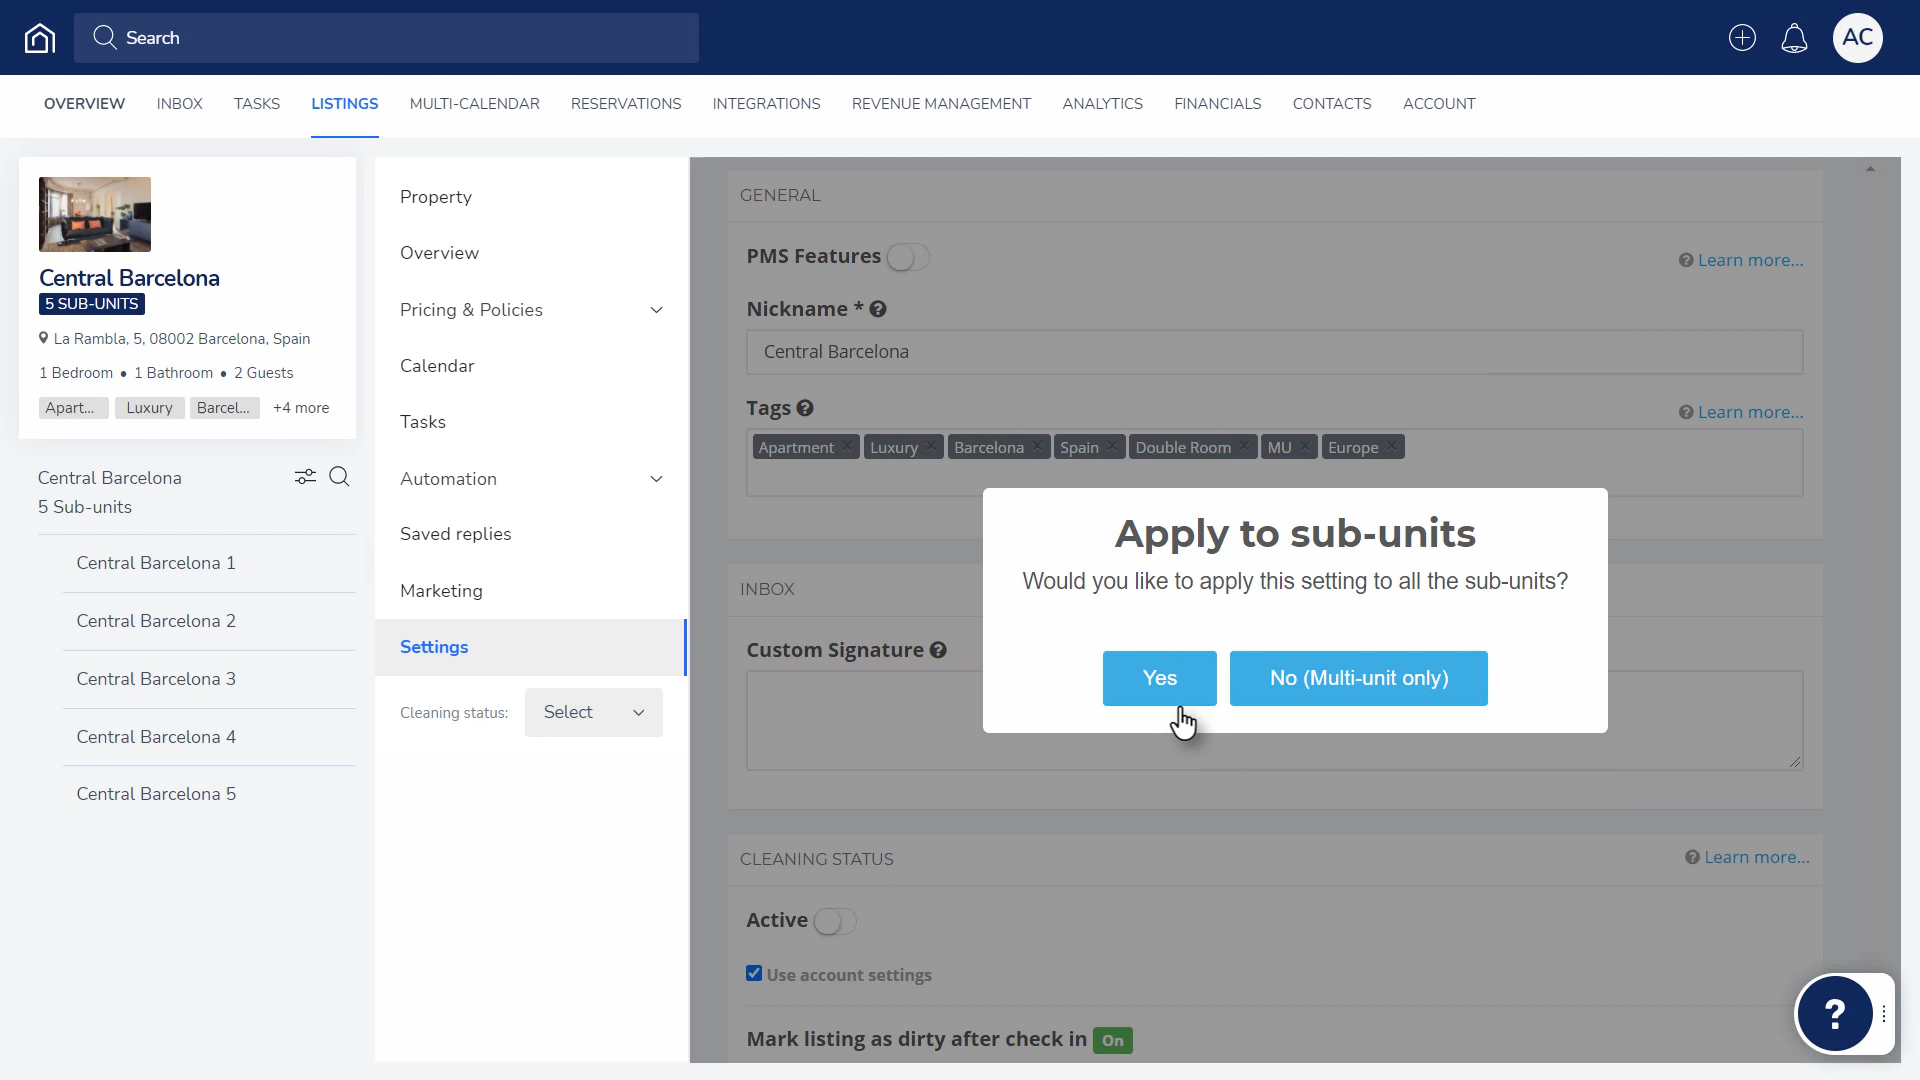 Search
AC
OVERVIEW INBOX TASKS LISTINGS MULTI-CALENDAR RESERVATIONS INTEGRATIONS REVENUE MANAGEMENT ANALYTICS FINANCIALS CONTACTS ACCOUNT
Central Barcelona
5 SUB-UNITS
La Rambla, 5, 08002 Barcelona, Spain
1 Bedroom • 1 Bathroom • 2 Guests
Apart... Luxury Barcel... +4 more
Central Barcelona
5 Sub-units
Central Barcelona 1
Central Barcelona 2
Central Barcelona 3
Central Barcelona 4
Central Barcelona 5
Property
Overview
Pricing & Policies
Calendar
Tasks
Automation
Saved replies
Marketing
Settings
Cleaning status: Select
GENERAL
PMS Features
? Learn more...
Nickname * ?
Central Barcelona
Tags ?
? Learn more...
Apartment × Luxury × Barcelona × Spain × Double Room × MU × Europe ×
Apply to sub-units
Would you like to apply this setting to all the sub-units?
Yes No (Multi-unit only)
INBOX
Custom Signature ?
CLEANING STATUS
? Learn more...
Active
Use account settings
Mark listing as dirty after check in On
?